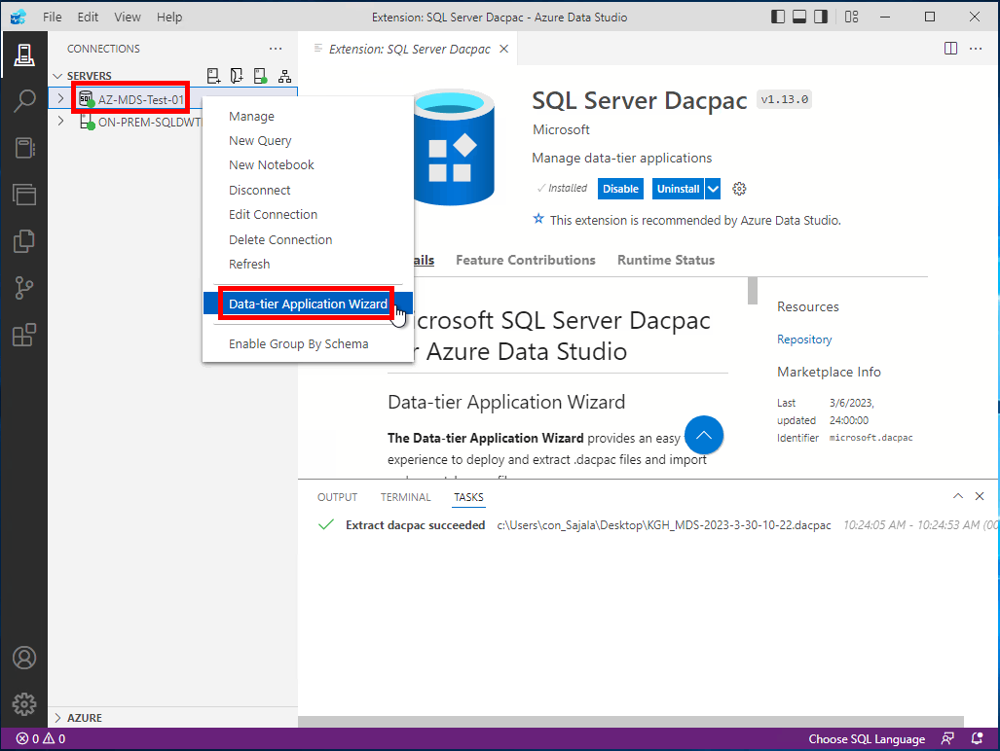 File Edit View Help
Extension: SQL Server Dacpac - Azure Data Studio
CONNECTIONS
SERVERS
AZ-MDS-Test-01
ON-PREM-SQLDWT
Manage
New Query
New Notebook
Disconnect
Edit Connection
Delete Connection
Refresh
Data-tier Application Wizard
Enable Group By Schema
AZURE
Extension: SQL Server Dacpac
SQL Server Dacpac v1.13.0
Microsoft
Manage data-tier applications
Installed Disable Uninstall
This extension is recommended by Azure Data Studio.
ails Feature Contributions Runtime Status
crosoft SQL Server Dacpac
r Azure Data Studio
Data-tier Application Wizard
The Data-tier Application Wizard provides an easy
experience to deploy and extract .dacpac files and import
Resources
Repository
Marketplace Info
Last updated 3/6/2023, 24:00:00
Identifier microsoft.dacpac
OUTPUT TERMINAL TASKS
Extract dacpac succeeded c:\Users\con_Sajala\Desktop\KGH_MDS-2023-3-30-10-22.dacpac 10:24:05 AM - 10:24:53 AM (00
0 0
Choose SQL Language